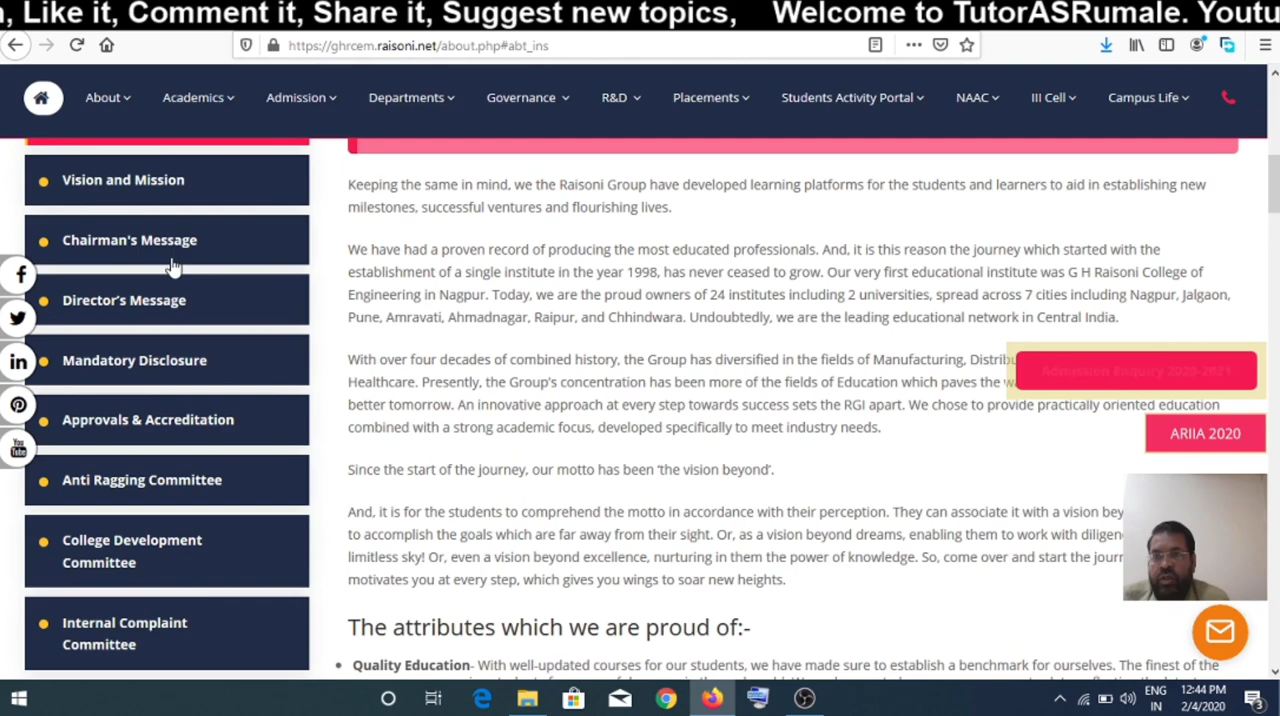 n, Like it, Comment it, Share it, Suggest new topics, Welcome to TutorASRumale. Youtu
https://ghrcem.raisoni.net/about.php#abt_ins
About Academics Admission Departments Governance R&D Placements Students Activity Portal NAAC III Cell Campus Life
Vision and Mission
Chairman's Message
Director's Message
Mandatory Disclosure
Approvals & Accreditation
Anti Ragging Committee
College Development
Committee
Internal Complaint
Committee
Keeping the same in mind, we the Raisoni Group have developed learning platforms for the students and learners to aid in establishing new
milestones, successful ventures and flourishing lives.
We have had a proven record of producing the most educated professionals. And, it is this reason the journey which started with the
establishment of a single institute in the year 1998, has never ceased to grow. Our very first educational institute was G H Raisoni College of
Engineering in Nagpur. Today, we are the proud owners of 24 institutes including 2 universities, spread across 7 cities including Nagpur, Jalgaon,
Pune, Amravati, Ahmadnagar, Raipur, and Chhindwara. Undoubtedly, we are the leading educational network in Central India.
With over four decades of combined history, the Group has diversified in the fields of Manufacturing, Distrib
Healthcare. Presently, the Group's concentration has been more of the fields of Education which paves the w
better tomorrow. An innovative approach at every step towards success sets the RGI apart. We chose to provide practically oriented education
combined with a strong academic focus, developed specifically to meet industry needs.
Since the start of the journey, our motto has been 'the vision beyond'.
And, it is for the students to comprehend the motto in accordance with their perception. They can associate it with a vision bey
to accomplish the goals which are far away from their sight. Or, as a vision beyond dreams, enabling them to work with diligenc
limitless sky! Or, even a vision beyond excellence, nurturing in them the power of knowledge. So, come over and start the journ
motivates you at every step, which gives you wings to soar new heights.
The attributes which we are proud of:-
Quality Education- With well-updated courses for our students, we have made sure to establish a benchmark for ourselves. The finest of the
Admission Enquiry 2020-2021
ARIIA 2020
You
Tube
ENG
IN
12:44 PM
2/4/2020
3